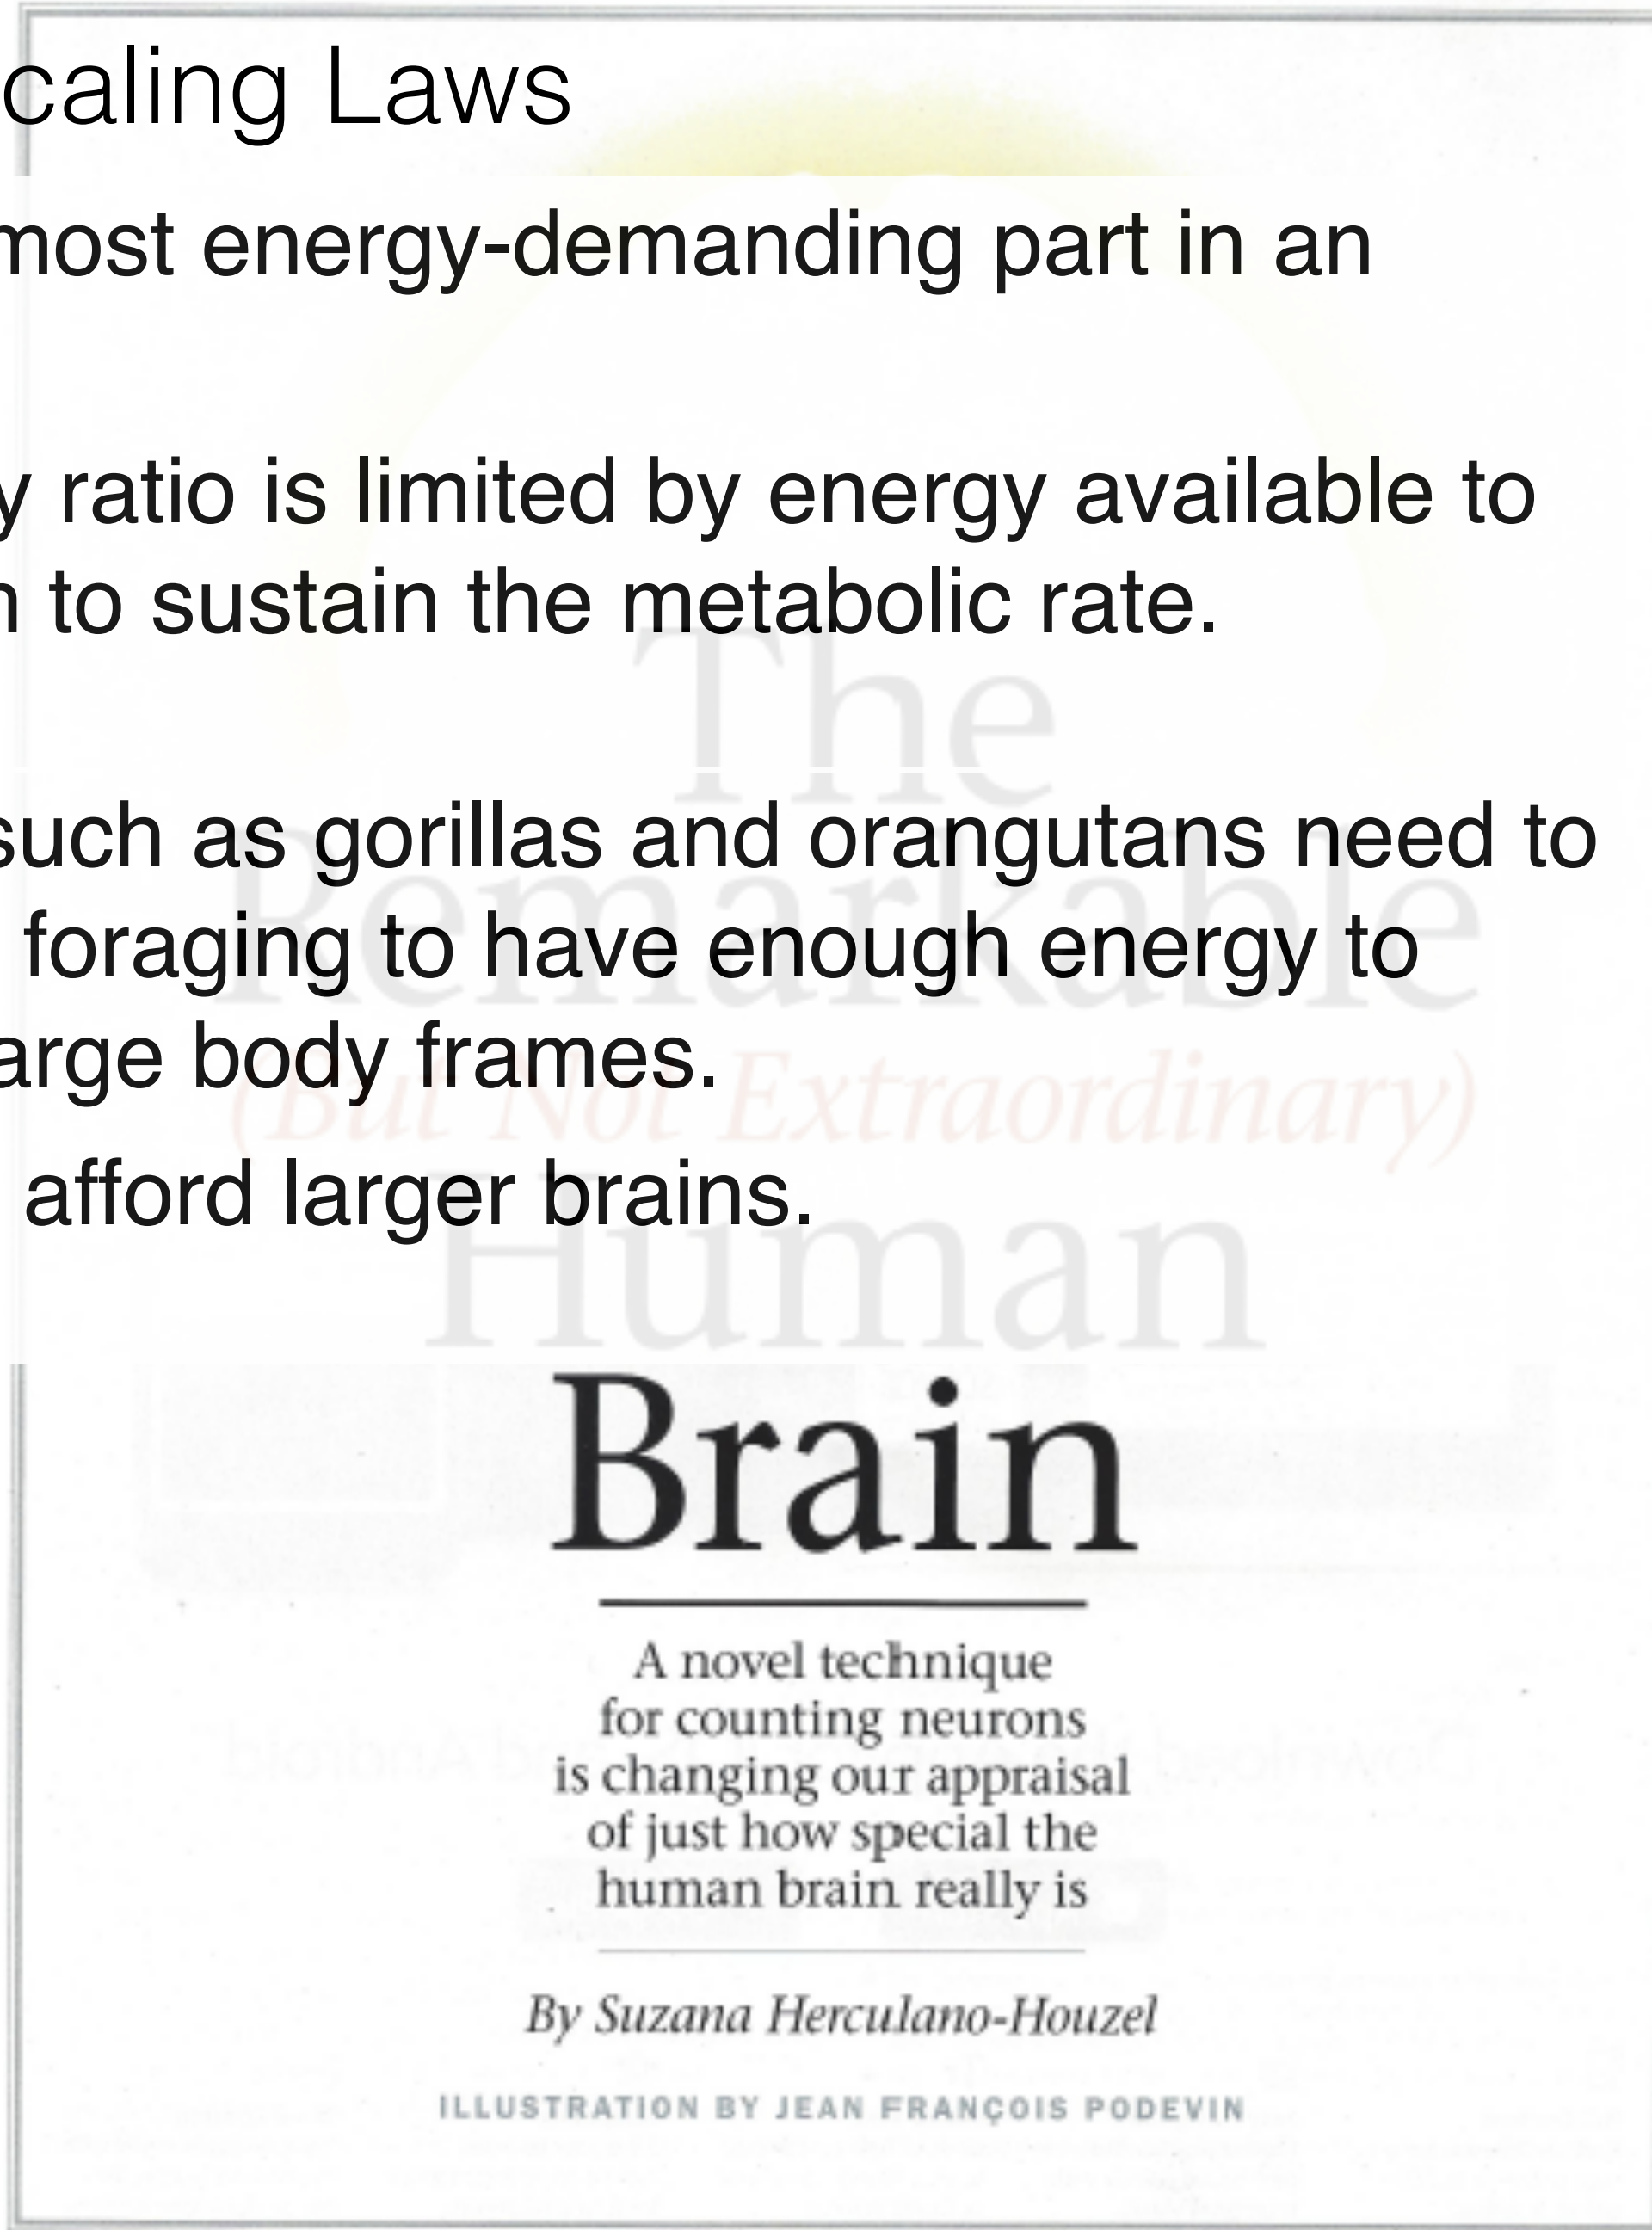 caling Laws
most energy-demanding part in an
y ratio is limited by energy available to
to sustain the metabolic rate.
such as gorillas and orangutans need to
foraging to have enough energy to
arge body frames.
afford larger brains.
The
Remarkable
(But Not Extraordinary)
Human
Brain
A novel technique
for counting neurons
is changing our appraisal
of just how special the
human brain really is
By Suzana Herculano-Houzel
ILLUSTRATION BY JEAN FRANÇOIS PODEVIN